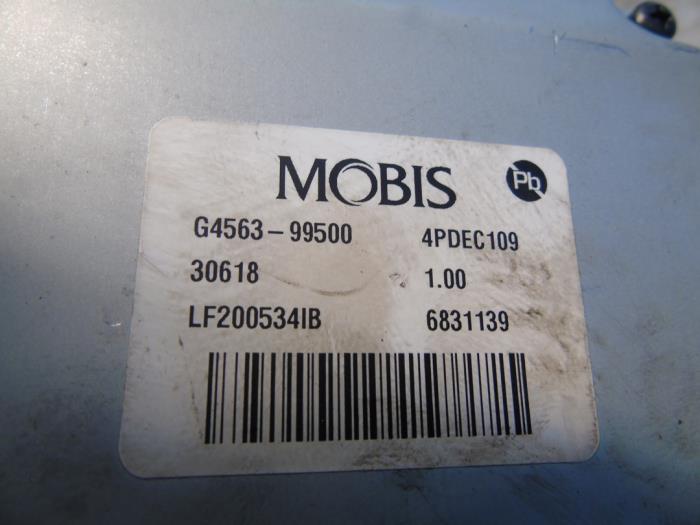 MOBIS Pb
G4563-99500 4PDEC109
30618 1.00
LF200534IB 6831139